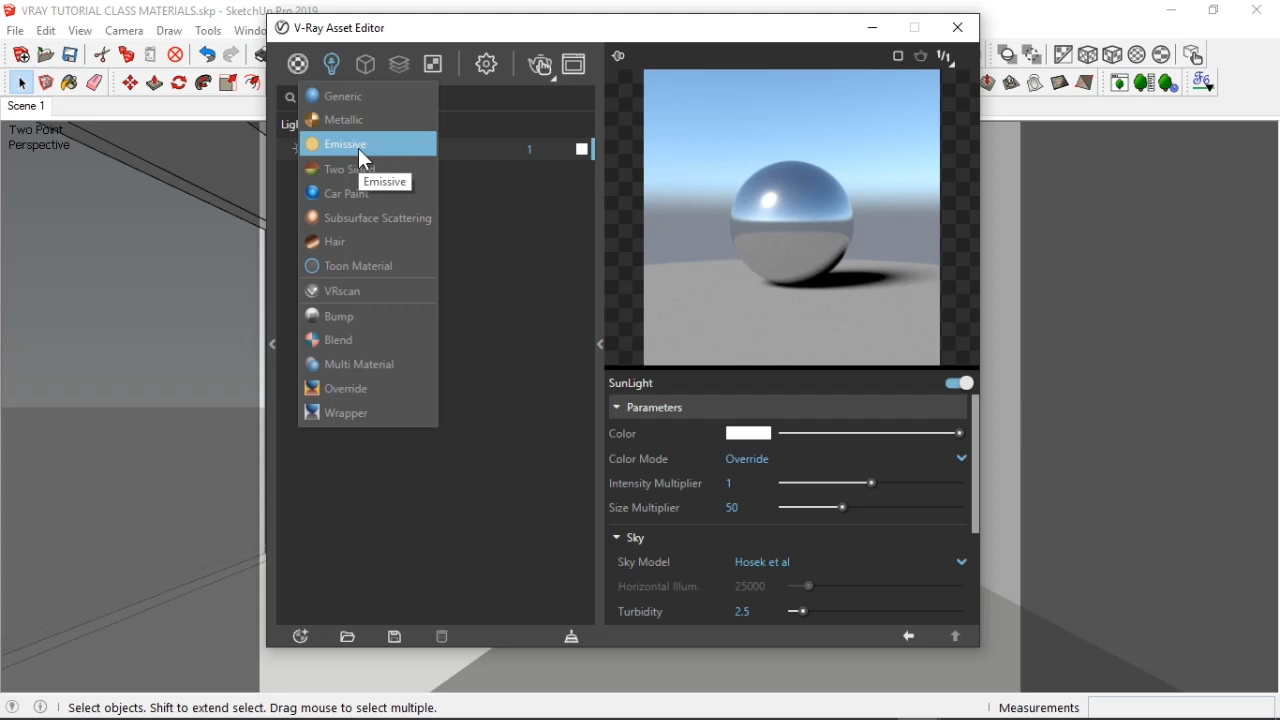 VRAY TUTORIAL CLASS MATERIALS.skp - SketchUp Pro 2019
V-Ray Asset Editor
File Edit View Camera Draw Tools
Scene 1
Two Point
Perspective
Generic
Metallic
Emissive
Emissive
Car Paint
Subsurface Scattering
Hair
Toon Material
VRscan
Bump
Blend
Multi Material
Override
Wrapper
1
1/1
SunLight
Parameters
Color
Color Mode Override
Intensity Multiplier 1
Size Multiplier 50
Sky
Sky Model Hosek et al
Horizontal Illum. 25000
Turbidity 2.5
Select objects. Shift to extend select. Drag mouse to select multiple.
Measurements